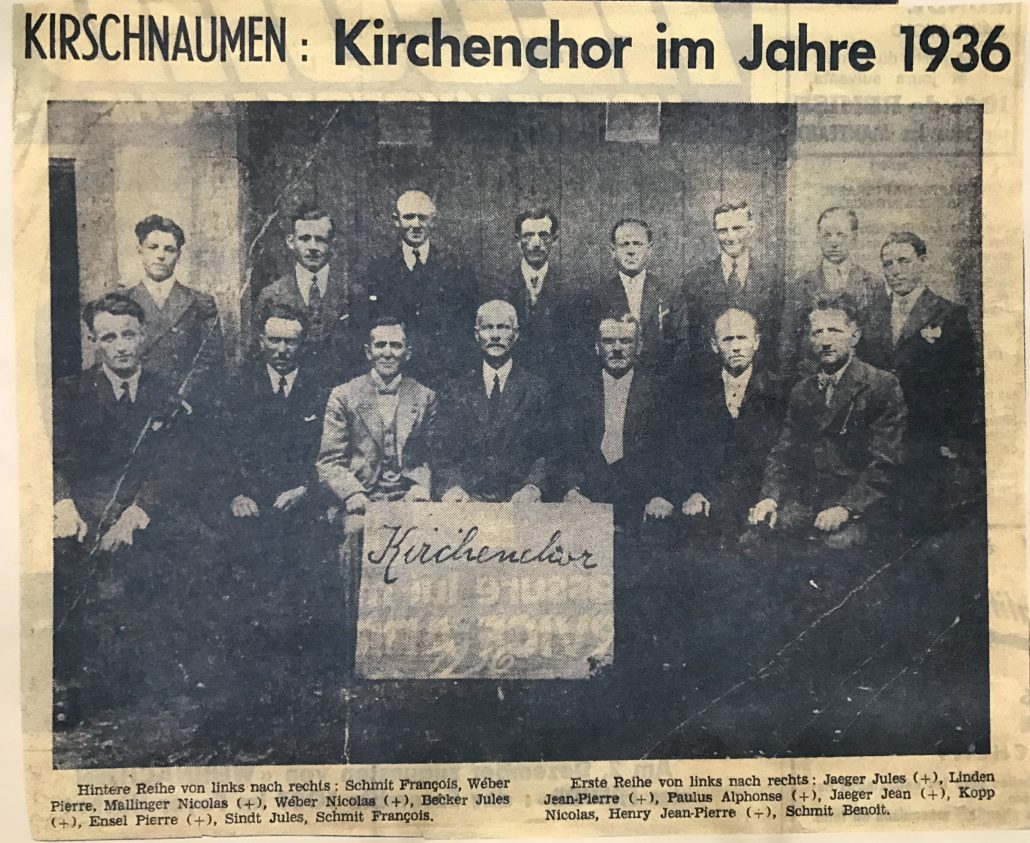 KIRSCHNAUMEN : Kirchenchor im Jahre 1936
Kirchenchor
Hintere Reihe von links nach rechts : Schmit François, Wéber
Pierre, Mallinger Nicolas (+), Wéber Nicolas (+), Becker Jules
(+), Ensel Pierre (+), Sindt Jules, Schmit François.
Erste Reihe von links nach rechts : Jaeger Jules (+), Linden
Jean-Pierre (+), Paulus Alphonse (+), Jaeger Jean (+), Kopp
Nicolas, Henry Jean-Pierre (+), Schmit Benoit.